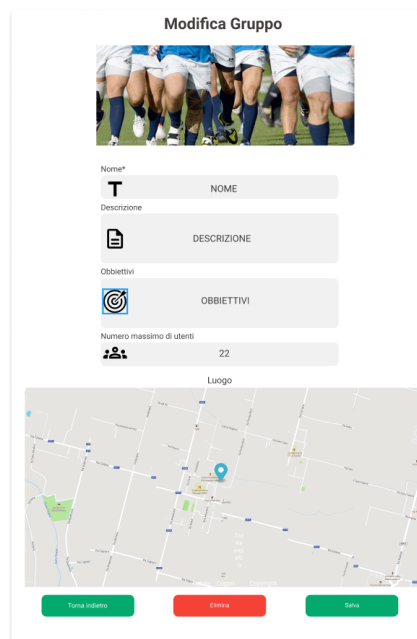 Modifica Gruppo
Nome*
NOME
Descrizione
DESCRIZIONE
Obbiettivi
OBBIETTIVI
Numero massimo di utenti
22
Luogo
Torna indietro
Elimina
Salva